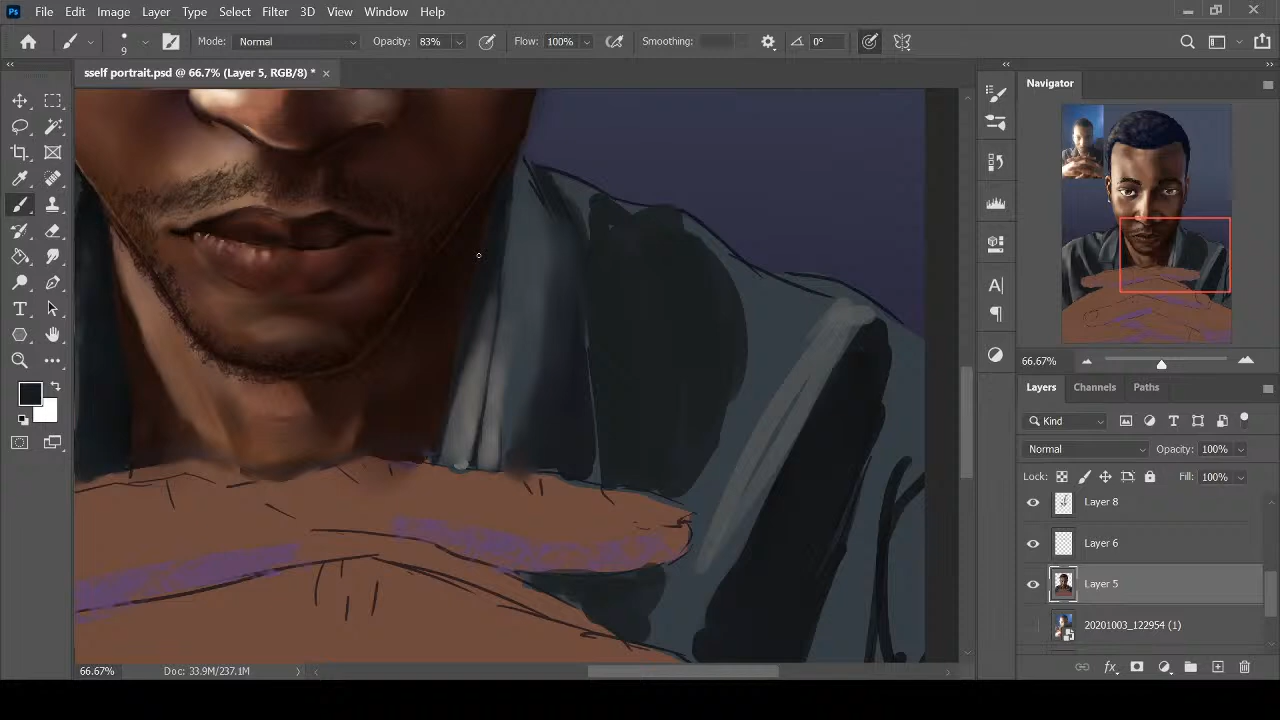 Ps File Edit Image Layer Type Select Filter 3D View Window Help
9 Mode: Normal Opacity: 83% Flow: 100% Smoothing: 0°
sself portrait.psd @ 66.7% (Layer 5, RGB/8) * ×
Navigator
66.67%
Layers Channels Paths
Kind
Normal Opacity: 100%
Lock: Fill: 100%
Layer 8
Layer 6
Layer 5
20201003_122954 (1)
66.67% Doc: 33.9M/237.1M